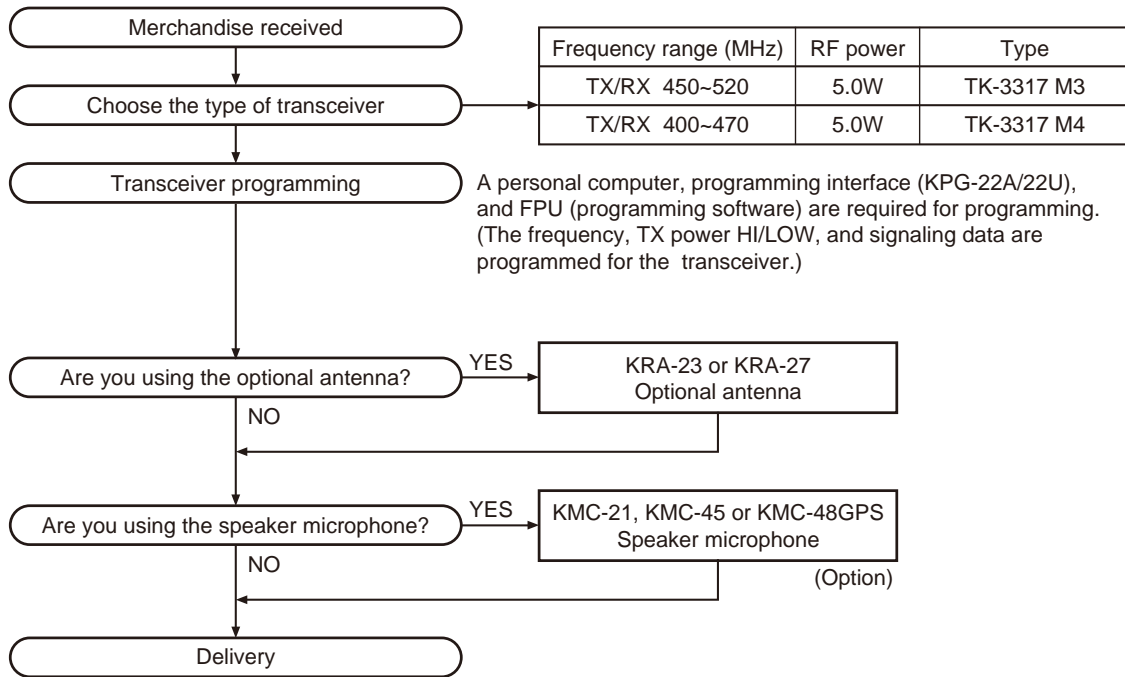 Merchandise received
Choose the type of transceiver
Frequency range (MHz) RF power Type
TX/RX 450~520 5.0W TK-3317 M3
TX/RX 400~470 5.0W TK-3317 M4
Transceiver programming
A personal computer, programming interface (KPG-22A/22U),
and FPU (programming software) are required for programming.
(The frequency, TX power HI/LOW, and signaling data are
programmed for the transceiver.)
Are you using the optional antenna?
YES
KRA-23 or KRA-27
Optional antenna
NO
Are you using the speaker microphone?
YES
KMC-21, KMC-45 or KMC-48GPS
Speaker microphone
(Option)
NO
Delivery